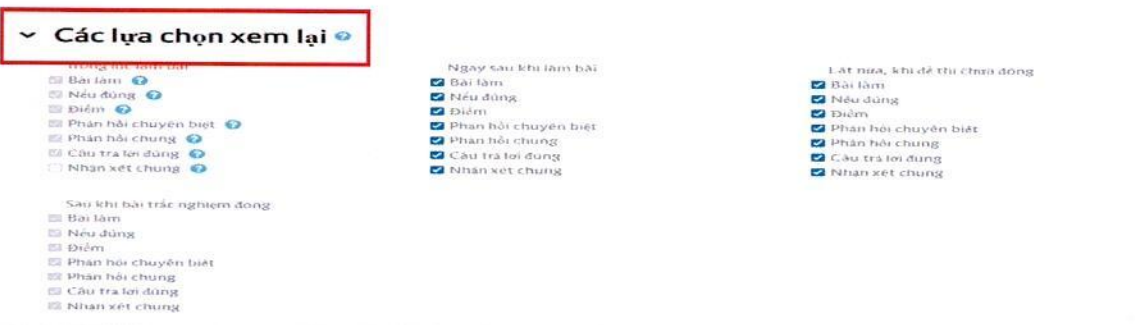 Các lựa chọn xem lại
Trong lúc làm bài
Bài làm
Nếu đúng
Điểm
Phản hồi chuyên biệt
Phản hồi chung
Câu trả lời đúng
Nhận xét chung
Ngay sau khi làm bài
Bài làm
Nếu đúng
Điểm
Phản hồi chuyên biệt
Phản hồi chung
Câu trả lời đúng
Nhận xét chung
Lát nữa, khi đề thi chưa đóng
Bài làm
Nếu đúng
Điểm
Phản hồi chuyên biệt
Phản hồi chung
Câu trả lời đúng
Nhận xét chung
Sau khi bài trắc nghiệm đóng
Bài làm
Nếu đúng
Điểm
Phản hồi chuyên biệt
Phản hồi chung
Câu trả lời đúng
Nhận xét chung